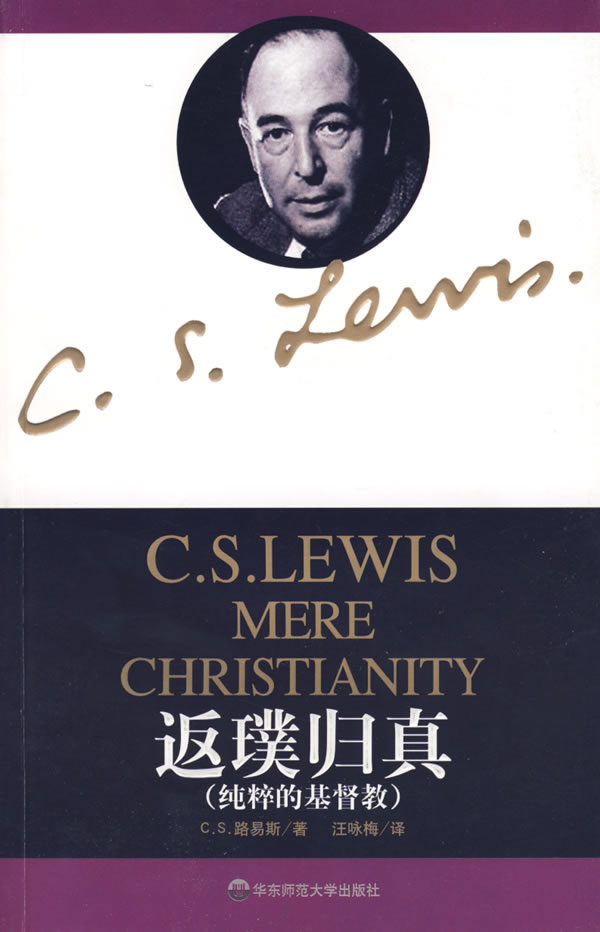 C. S. Lewis.
C.S.LEWIS
MERE
CHRISTIANITY
返璞归真
（纯粹的基督教）
C.S.路易斯/著 汪咏梅/译
华东师范大学出版社